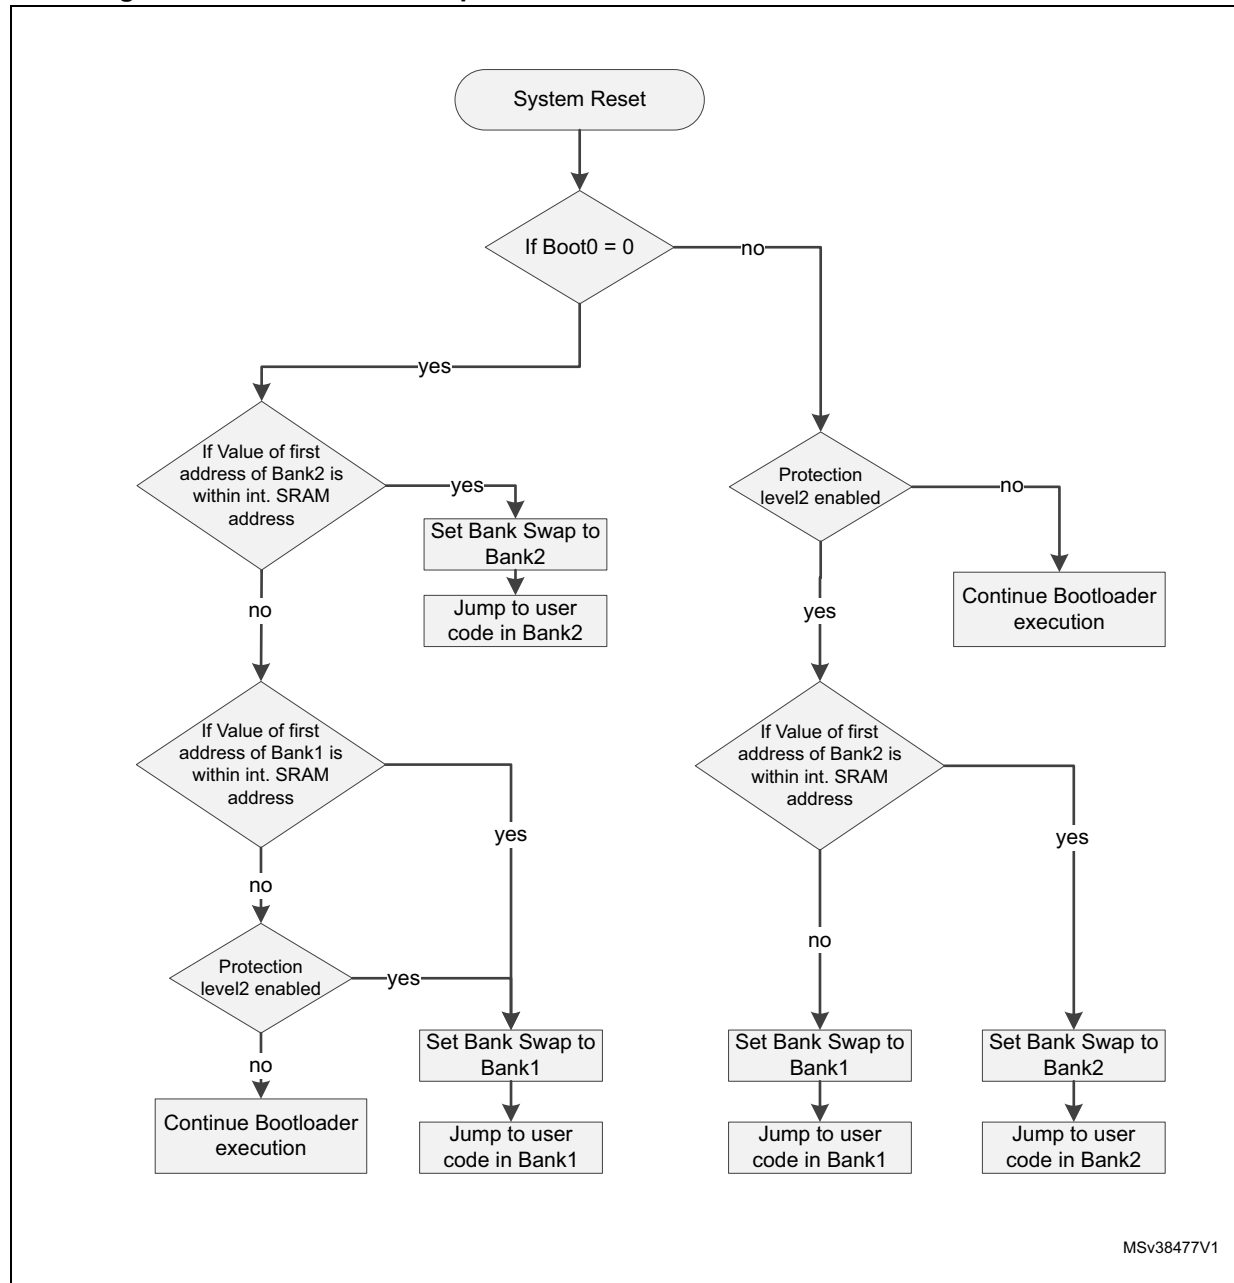 System Reset
If Boot0 = 0
no
yes
If Value of first
address of Bank2 is
within int. SRAM
address
yes
Set Bank Swap to
Bank2
Jump to user
code in Bank2
no
Protection
level2 enabled
no
Continue Bootloader
execution
yes
If Value of first
address of Bank1 is
within int. SRAM
address
yes
no
If Value of first
address of Bank2 is
within int. SRAM
address
yes
no
Protection
level2 enabled
yes
no
Continue Bootloader
execution
Set Bank Swap to
Bank1
Jump to user
code in Bank1
Set Bank Swap to
Bank1
Jump to user
code in Bank1
Set Bank Swap to
Bank2
Jump to user
code in Bank2
MSv38477V1